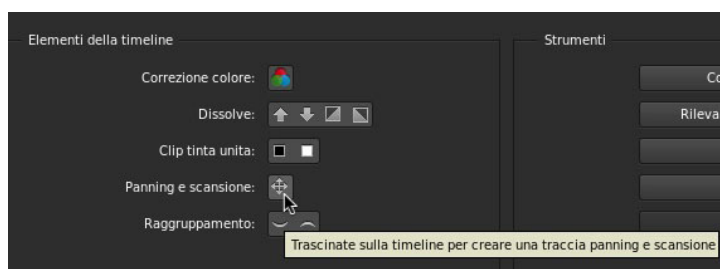 Elementi della timeline
Strumenti
Correzione colore:
Dissolve:
Clip tinta unita:
Panning e scansione:
Raggruppamento:
Trascinate sulla timeline per creare una traccia panning e scansione